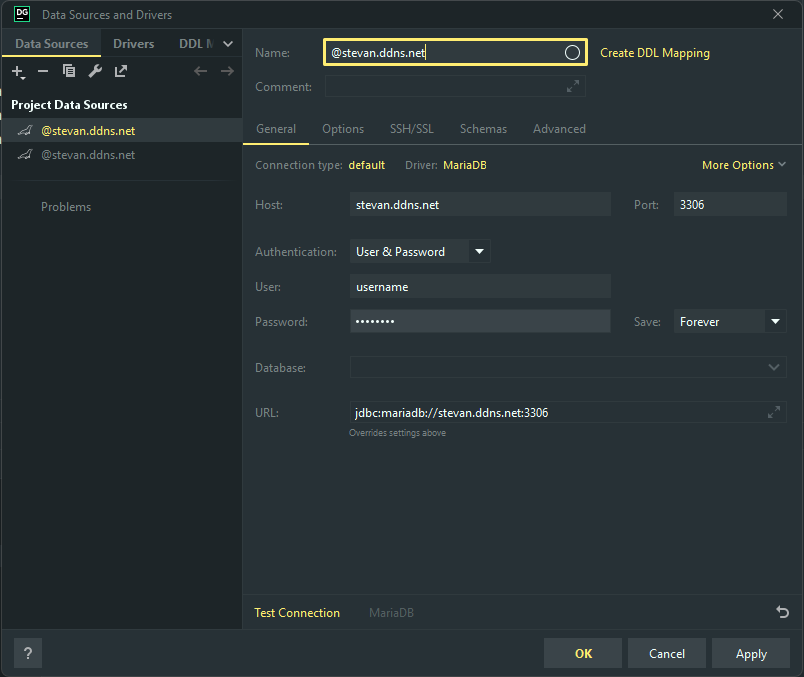 DG Data Sources and Drivers
Data Sources Drivers DDL M
Name: @stevan.ddns.net Create DDL Mapping
Comment:
Project Data Sources
@stevan.ddns.net
@stevan.ddns.net
Problems
General Options SSH/SSL Schemas Advanced
Connection type: default Driver: MariaDB More Options
Host: stevan.ddns.net Port: 3306
Authentication: User & Password
User: username
Password: •••••••• Save: Forever
Database:
URL: jdbc:mariadb://stevan.ddns.net:3306
Overrides settings above
Test Connection MariaDB
? OK Cancel Apply